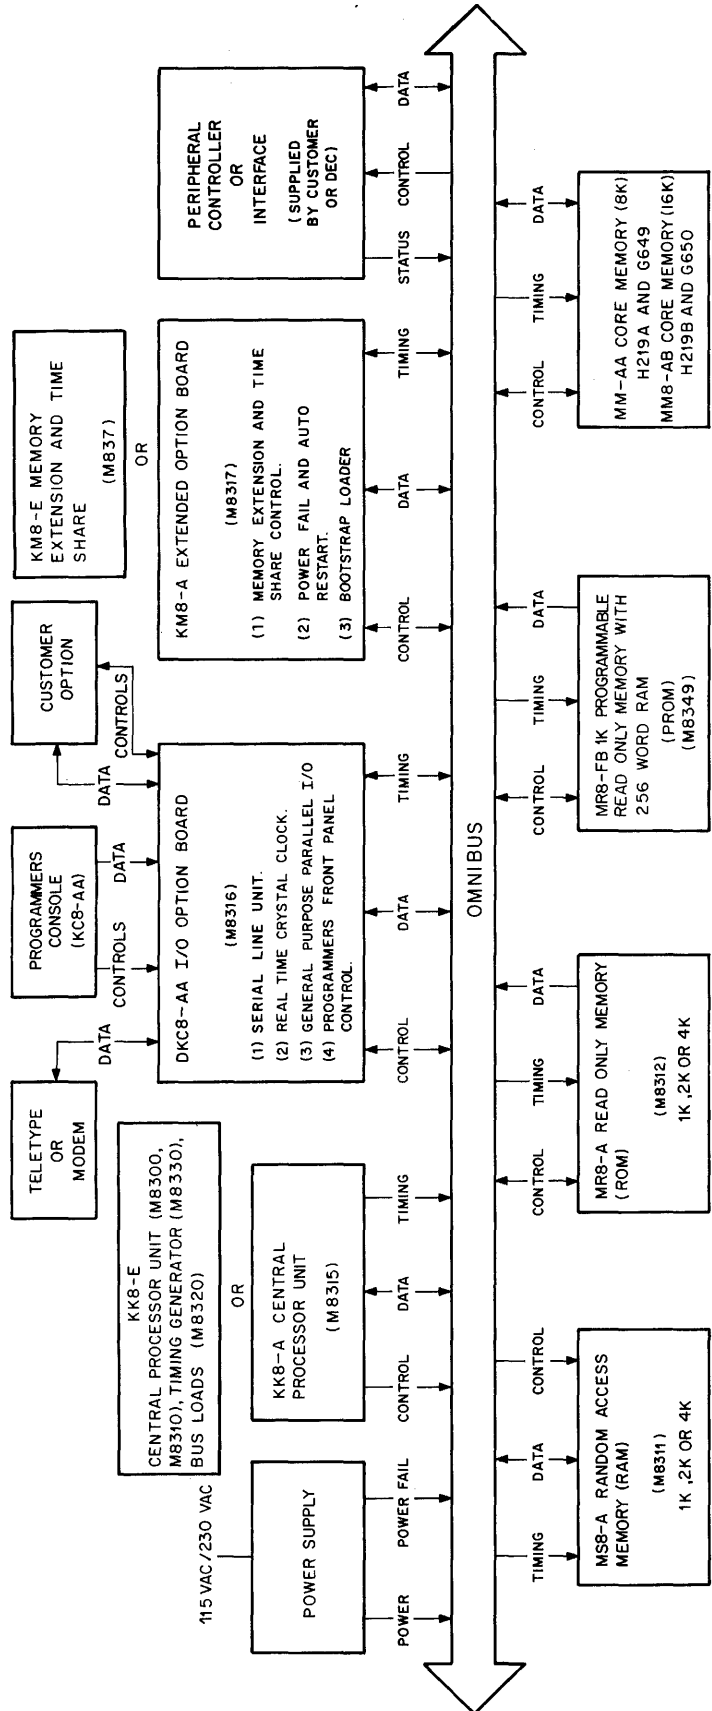 115 VAC/230 VAC
POWER SUPPLY
POWER
POWER FAIL
KK8-E
CENTRAL PROCESSOR UNIT (M8300,
M8310), TIMING GENERATOR (M8330),
BUS LOADS (M8320)
OR
KK8-A CENTRAL
PROCESSOR UNIT
(M8315)
CONTROL
DATA
TIMING
TELETYPE
OR
MODEM
DATA
PROGRAMMERS
CONSOLE
(KC8-AA)
CONTROLS
DATA
CUSTOMER
OPTION
DATA
CONTROLS
DKC8-AA I/O OPTION BOARD
(M8316)
(1) SERIAL LINE UNIT.
(2) REAL TIME CRYSTAL CLOCK.
(3) GENERAL PURPOSE PARALLEL I/O
(4) PROGRAMMERS FRONT PANEL
CONTROL.
CONTROL
DATA
TIMING
KM8-E MEMORY
EXTENSION AND TIME
SHARE
(M837)
OR
KM8-A EXTENDED OPTION BOARD
(M8317)
(1) MEMORY EXTENSION AND TIME
SHARE CONTROL.
(2) POWER FAIL AND AUTO
RESTART.
(3) BOOTSTRAP LOADER
CONTROL
DATA
TIMING
PERIPHERAL
CONTROLLER
OR
INTERFACE
(SUPPLIED
BY CUSTOMER
OR DEC)
STATUS
CONTROL
DATA
OMNIBUS
TIMING
DATA
CONTROL
MS8-A RANDOM ACCESS
MEMORY (RAM)
(M8311)
1K ,2K OR 4K
CONTROL
TIMING
DATA
MR8-A READ ONLY MEMORY
(ROM)
(M8312)
1K ,2K OR 4K
CONTROL
TIMING
DATA
MR8-FB 1K PROGRAMMABLE
READ ONLY MEMORY WITH
256 WORD RAM
(PROM)
(M8349)
CONTROL
TIMING
DATA
MM-AA CORE MEMORY (8K)
H219A AND G649
MM8-AB CORE MEMORY (16K)
H219B AND G650